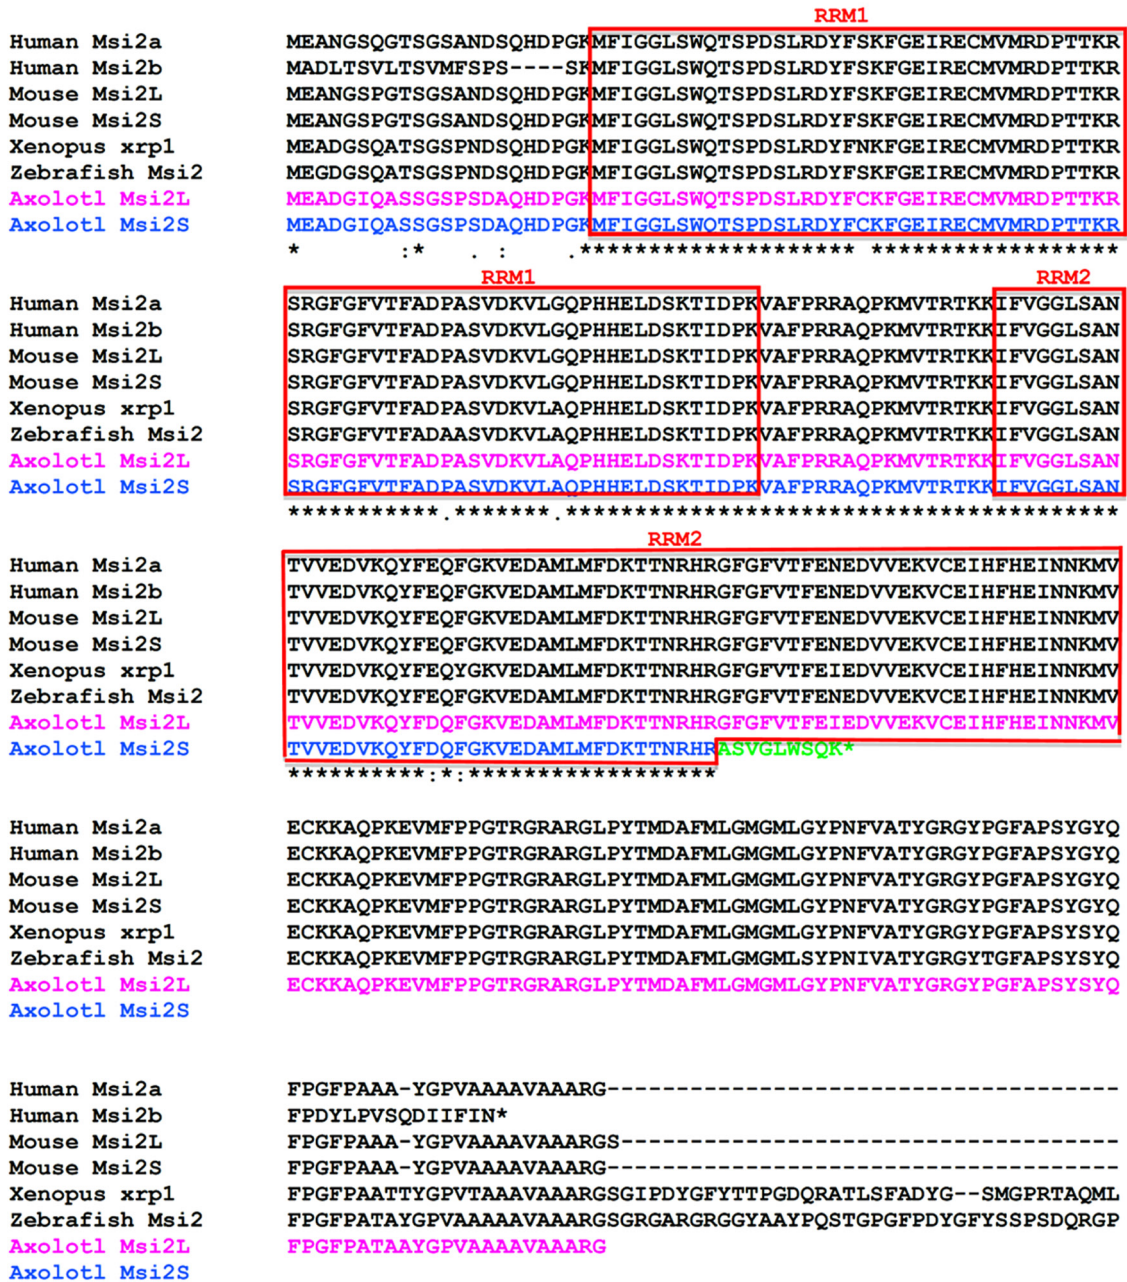 RRM1
Human Msi2a MEANGSQGTSGSANDSQHDPGKMFIGGLSWQTSPDSLRDYFSKFGEIRECMVMRDPTTKR
Human Msi2b MADLTSVLTSVMFSPS----SKMFIGGLSWQTSPDSLRDYFSKFGEIRECMVMRDPTTKR
Mouse Msi2L MEANGSPGTSGSANDSQHDPGKMFIGGLSWQTSPDSLRDYFSKFGEIRECMVMRDPTTKR
Mouse Msi2S MEANGSPGTSGSANDSQHDPGKMFIGGLSWQTSPDSLRDYFSKFGEIRECMVMRDPTTKR
Xenopus xrp1 MEADGSQATSGSPNDSQHDPGKMFIGGLSWQTSPDSLRDYFNKFGEIRECMVMRDPTTKR
Zebrafish Msi2 MEGDGSQATSGSPNDSQHDPGKMFIGGLSWQTSPDSLRDYFSKFGEIRECMVMRDPTTKR
Axolotl Msi2L MEADGIQASSGSPSDAQHDPGKMFIGGLSWQTSPDSLRDYFCKFGEIRECMVMRDPTTKR
Axolotl Msi2S MEADGIQASSGSPSDAQHDPGKMFIGGLSWQTSPDSLRDYFCKFGEIRECMVMRDPTTKR
* :* . : .******************** ******************
RRM1 RRM2
Human Msi2a SRGFGFVTFADPASVDKVLGQPHHELDSKTIDPKVAFPRRAQPKMVTRTKKIFVGGLSAN
Human Msi2b SRGFGFVTFADPASVDKVLGQPHHELDSKTIDPKVAFPRRAQPKMVTRTKKIFVGGLSAN
Mouse Msi2L SRGFGFVTFADPASVDKVLGQPHHELDSKTIDPKVAFPRRAQPKMVTRTKKIFVGGLSAN
Mouse Msi2S SRGFGFVTFADPASVDKVLGQPHHELDSKTIDPKVAFPRRAQPKMVTRTKKIFVGGLSAN
Xenopus xrp1 SRGFGFVTFADPASVDKVLAQPHHELDSKTIDPKVAFPRRAQPKMVTRTKKIFVGGLSAN
Zebrafish Msi2 SRGFGFVTFADAASVDKVLAQPHHELDSKTIDPKVAFPRRAQPKMVTRTKKIFVGGLSAN
Axolotl Msi2L SRGFGFVTFADPASVDKVLAQPHHELDSKTIDPKVAFPRRAQPKMVTRTKKIFVGGLSAN
Axolotl Msi2S SRGFGFVTFADPASVDKVLAQPHHELDSKTIDPKVAFPRRAQPKMVTRTKKIFVGGLSAN
***********.*******.****************************************
RRM2
Human Msi2a TVVEDVKQYFEQFGKVEDAMLMFDKTTNRHRGFGFVTFENEDVVEKVCEIHFHEINNKMV
Human Msi2b TVVEDVKQYFEQFGKVEDAMLMFDKTTNRHRGFGFVTFENEDVVEKVCEIHFHEINNKMV
Mouse Msi2L TVVEDVKQYFEQFGKVEDAMLMFDKTTNRHRGFGFVTFENEDVVEKVCEIHFHEINNKMV
Mouse Msi2S TVVEDVKQYFEQFGKVEDAMLMFDKTTNRHRGFGFVTFENEDVVEKVCEIHFHEINNKMV
Xenopus xrp1 TVVEDVKQYFEQYGKVEDAMLMFDKTTNRHRGFGFVTFEIEDVVEKVCEIHFHEINNKMV
Zebrafish Msi2 TVVEDVKQYFEQFGKVEDAMLMFDKTTNRHRGFGFVTFENEDVVEKVCEIHFHEINNKMV
Axolotl Msi2L TVVEDVKQYFDQFGKVEDAMLMFDKTTNRHRGFGFVTFEIEDVVEKVCEIHFHEINNKMV
Axolotl Msi2S TVVEDVKQYFDQFGKVEDAMLMFDKTTNRHRASVGLWSQK*
**********:*:******************
Human Msi2a ECKKAQPKEVMFPPGTRGRARGLPYTMDAFMLGMGMLGYPNFVATYGRGYPGFAPSYGYQ
Human Msi2b ECKKAQPKEVMFPPGTRGRARGLPYTMDAFMLGMGMLGYPNFVATYGRGYPGFAPSYGYQ
Mouse Msi2L ECKKAQPKEVMFPPGTRGRARGLPYTMDAFMLGMGMLGYPNFVATYGRGYPGFAPSYGYQ
Mouse Msi2S ECKKAQPKEVMFPPGTRGRARGLPYTMDAFMLGMGMLGYPNFVATYGRGYPGFAPSYGYQ
Xenopus xrp1 ECKKAQPKEVMFPPGTRGRARGLPYTMDAFMLGMGMLGYPNFVATYGRGYPGFAPSYSYQ
Zebrafish Msi2 ECKKAQPKEVMFPPGTRGRARGLPYTMDAFMLGMGMLSYPNIVATYGRGYTGFAPSYSYQ
Axolotl Msi2L ECKKAQPKEVMFPPGTRGRARGLPYTMDAFMLGMGMLGYPNFVATYGRGYPGFAPSYSYQ
Axolotl Msi2S
Human Msi2a FPGFPAAA-YGPVAAAAVAAARG-------------------------------------
Human Msi2b FPDYLPVSQDIIFIN*
Mouse Msi2L FPGFPAAA-YGPVAAAAVAAARGS------------------------------------
Mouse Msi2S FPGFPAAA-YGPVAAAAVAAARG-------------------------------------
Xenopus xrp1 FPGFPAATTYGPVTAAAVAAARGSGIPDYGFYTTPGDQRATLSFADYG--SMGPRTAQML
Zebrafish Msi2 FPGFPATAYGPVAAAAAVAAARGSGRGARGRGGYAAYPQSTGPGFPDYGFYSSPSDQRGP
Axolotl Msi2L FPGFPATAAYGPVAAAAVAAARG
Axolotl Msi2S